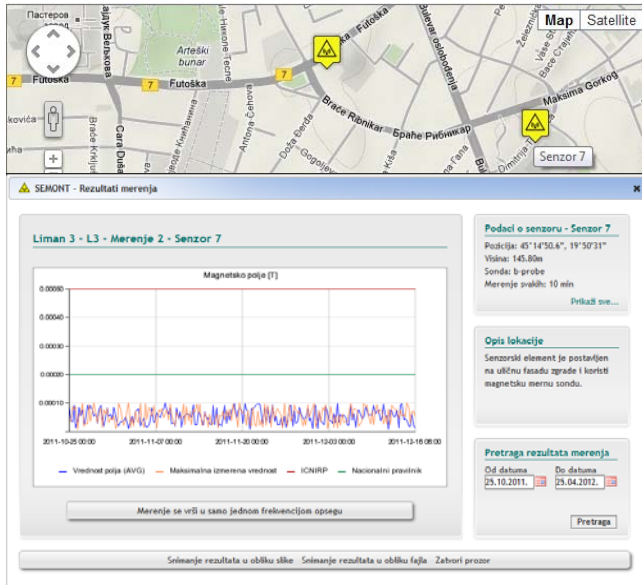 Пастеров
Map Satellite
Arteški
bunar
Futoška
7
Futoška
7
7
Futoška
Cara Duša
Antona Čehova
Doža Đerđa
Braće Ribnikar
Браће Рибникар
Bulevar oslobođenja
Maksima Gorkog
Senzor 7
SEMONT - Rezultati merenja
Liman 3 - L3 - Merenje 2 - Senzor 7
Magnetsko polje [T]
0.00050
0.00040
0.00030
0.00020
0.00010
2011-10-25 00:00 2011-11-07 00:00 2011-11-20 00:00 2011-12-03 00:00 2011-12-16 08:00
Vrednost polja (AVG) Maksimalna izmerena vrednost ICNIRP Nacionalni pravilnik
Merenje se vrši u samo jednom frekvencijom opsegu
Podaci o senzoru - Senzor 7
Pozicija: 45°14'50.6", 19°50'31"
Visina: 145.80m
Sonda: b-probe
Merenje svakih: 10 min
Prikaži sve...
Opis lokacije
Senzorski element je postavljen
na uličnu fasadu zgrade i koristi
magnetsku mernu sondu.
Pretraga rezultata merenja
Od datuma Do datuma
25.10.2011. 25.04.2012.
Pretraga
Snimanje rezultata u obliku slike Snimanje rezultata u obliku fajla Zatvori prozor